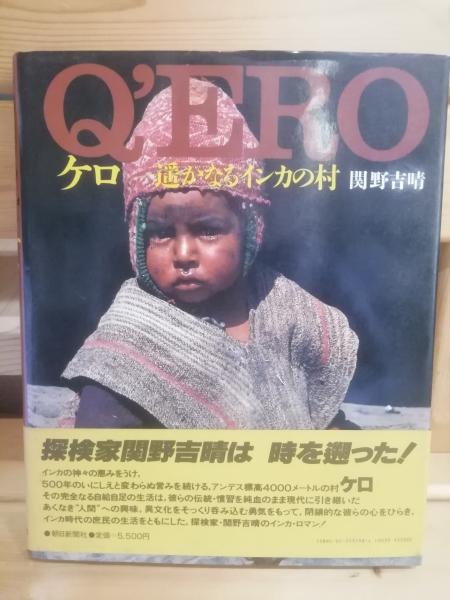 Q'ERO
ケロ 遥かなるインカの村 関野吉晴
探検家関野吉晴は 時を遡った!
インカの神々の恵みをうけ、
500年のいにしえと変わらぬ営みを続ける、アンデス標高4000メートルの村ケロ
その完全なる自給自足の生活は、彼らの伝統・慣習を純血のまま現代に引き継いだ
あくなき“人間”への興味。異文化をそっくり呑み込む勇気をもって、閉鎖的な彼らの心をひらき、
インカ時代の庶民の生活をともにした。探検家・関野吉晴のインカ・ロマン!
●朝日新聞社●定価=5,500円